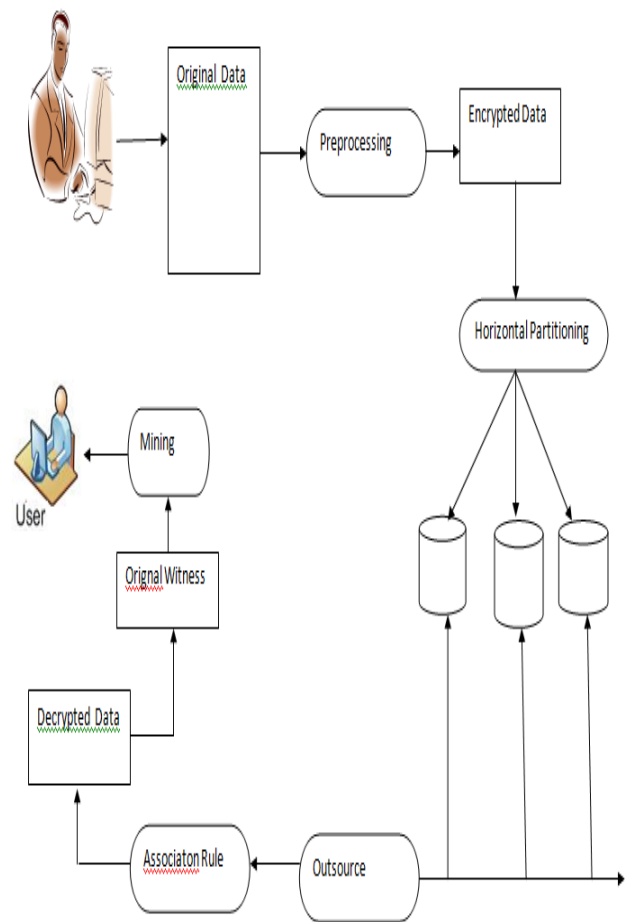 Original Data
Preprocessing
Encrypted Data
Horizontal Partitioning
Mining
User
Orignal Witness
Decrypted Data
Associaton Rule
Outsource